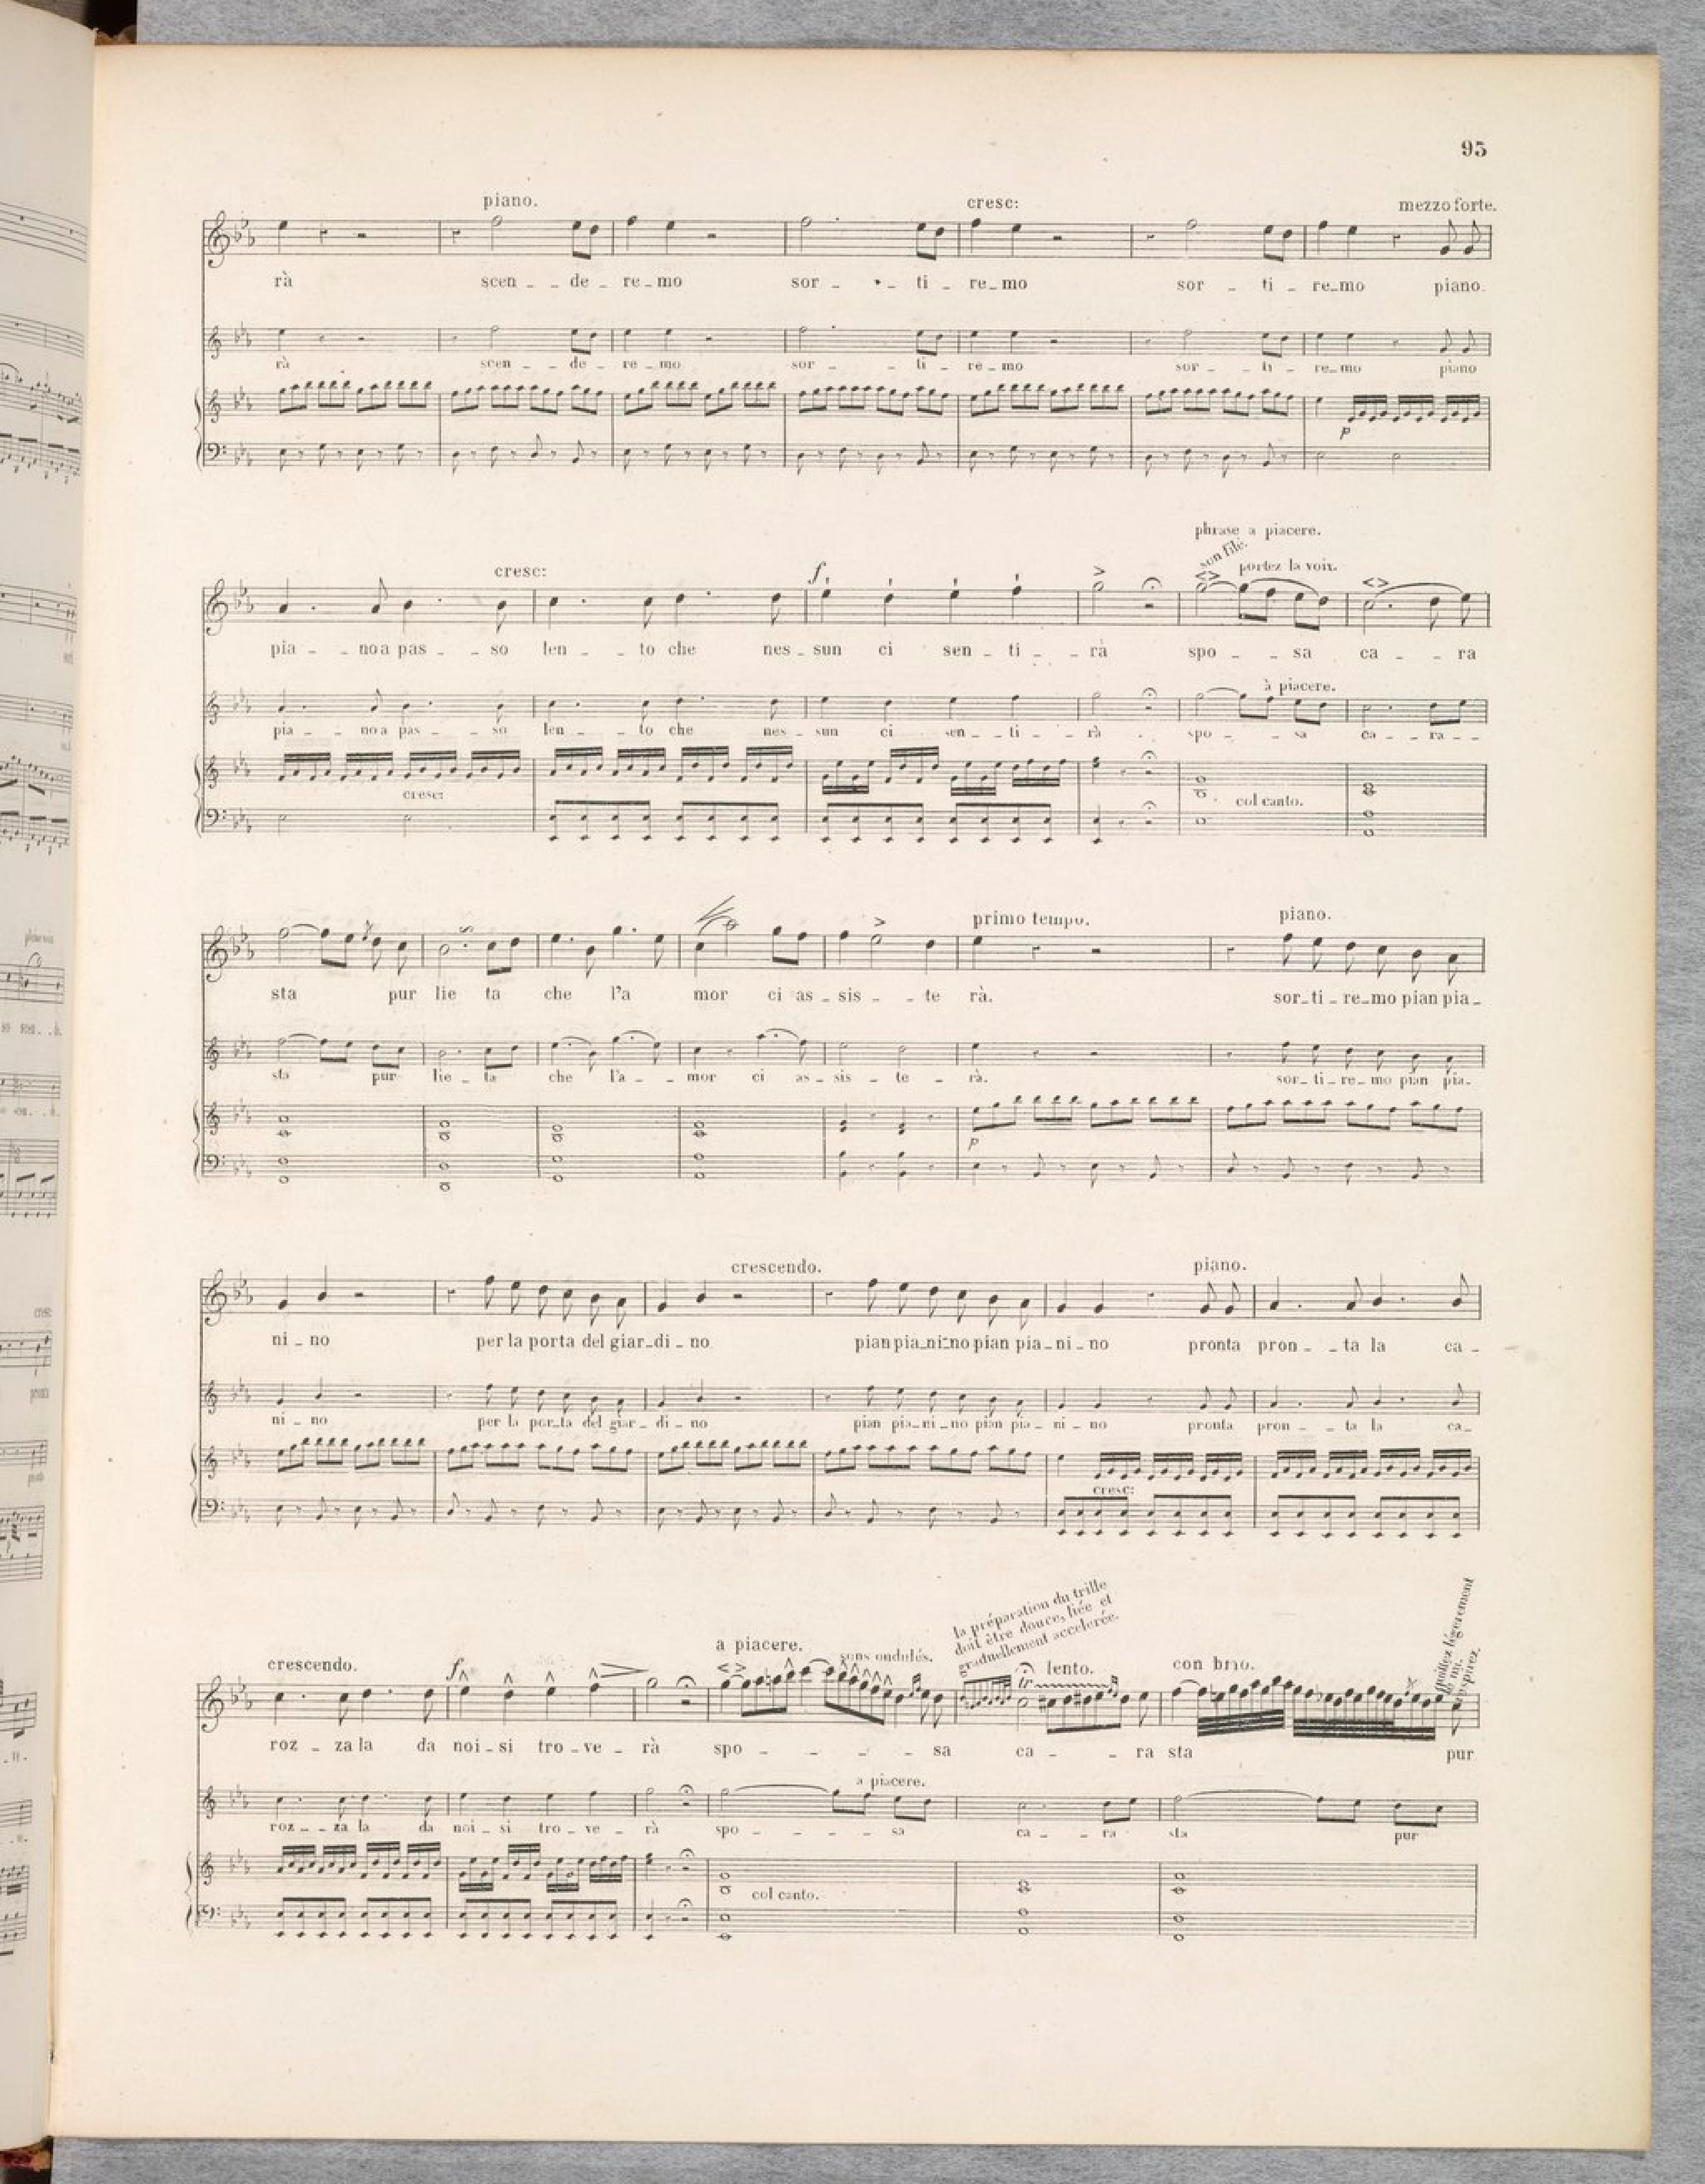 95
piano. cresc: mezzo forte.
rà scen - - de - re - mo sor - - ti - re - mo sor - ti - re - mo piano
rà scen - - de - re - mo sor - - ti - re - mo sor - ti - re - mo piano
p
phrase a piacere.
cresc: f son filé. portez la voix.
pia - - no a pas - - so len - - to che nes - sun ci sen - ti - - rà spo - - sa ca - - ra
à piacere.
pia - - no a pas - - so len - - to che nes - sun ci sen - ti - - rà spo - - sa ca - ra - -
cresc: col canto.
primo tempo. piano.
sta pur lie ta che l'a mor ci as - sis - - te rà. sor - ti - re - mo pian pia -
sta pur lie - ta che l'a - - mor ci as - sis - te - rà. sor - ti - re - mo pian pia -
p
crescendo. piano.
ni - no per la porta del giar - di - no pian pia - ni - no pian pia - ni - no pronta pron - - ta la ca -
ni - no per la por - ta del giar - di - no pian pia - ni - no pian pia - ni - no pronta pron - - ta la ca -
cresc:
la préparation du trille
doit être douce, liée et
graduellement accelerée.
crescendo. f a piacere. sons ondulés. tr lento. con brio. quittez légèrement
le mi.
respirez.
roz - za la da noi - si tro - ve - rà spo - - - - sa ca - - - ra sta pur
a piacere.
roz - - za la da noi - si tro - ve - rà spo - - - - sa ca - - ra sta pur
col canto.